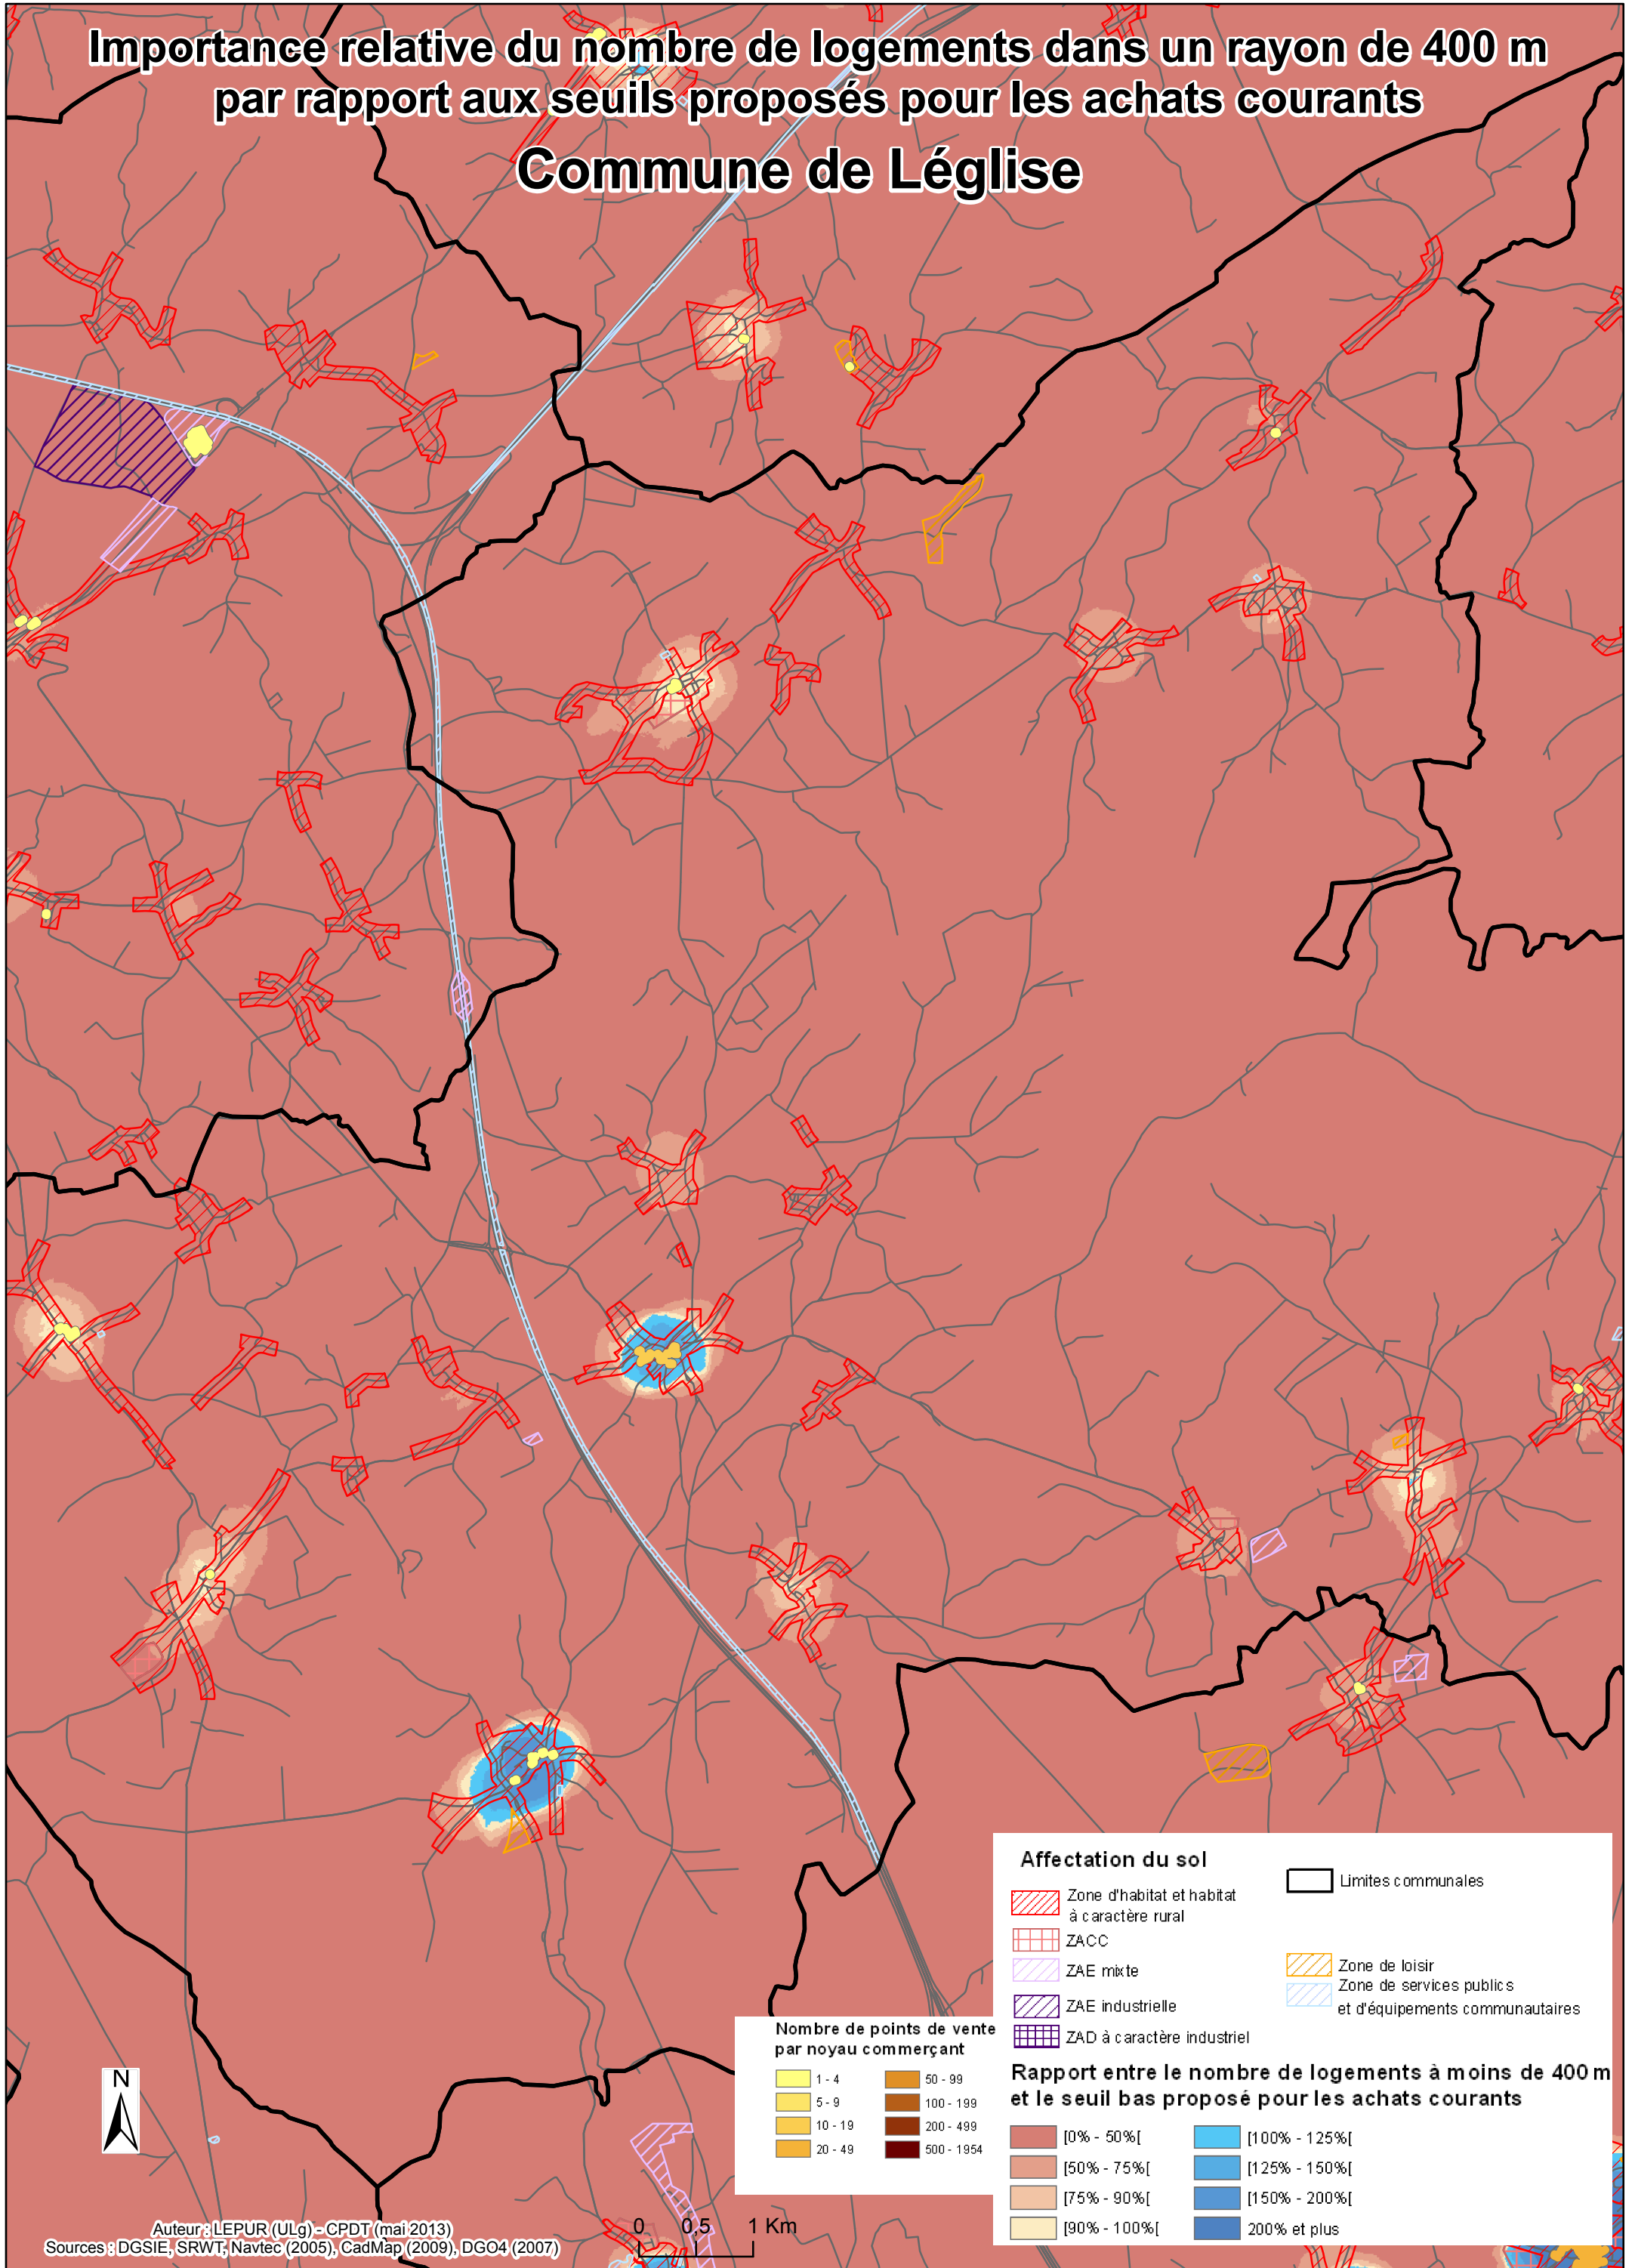 Importance relative du nombre de logements dans un rayon de 400 m
par rapport aux seuils proposés pour les achats courants
Commune de Léglise
Affectation du sol
Zone d'habitat et habitat
à caractère rural
ZACC
ZAE mixte
ZAE industrielle
ZAD à caractère industriel
Limites communales
Zone de loisir
Zone de services publics
et d'équipements communautaires
Nombre de points de vente
par noyau commerçant
1 - 4
5 - 9
10 - 19
20 - 49
50 - 99
100 - 199
200 - 499
500 - 1954
Rapport entre le nombre de logements à moins de 400 m
et le seuil bas proposé pour les achats courants
[0% - 50%[
[50% - 75%[
[75% - 90%[
[90% - 100%[
[100% - 125%[
[125% - 150%[
[150% - 200%[
200% et plus
N
0 0,5 1 Km
Auteur : LEPUR (ULg) - CPDT (mai 2013)
Sources : DGSIE, SRWT, Navtec (2005), CadMap (2009), DGO4 (2007)